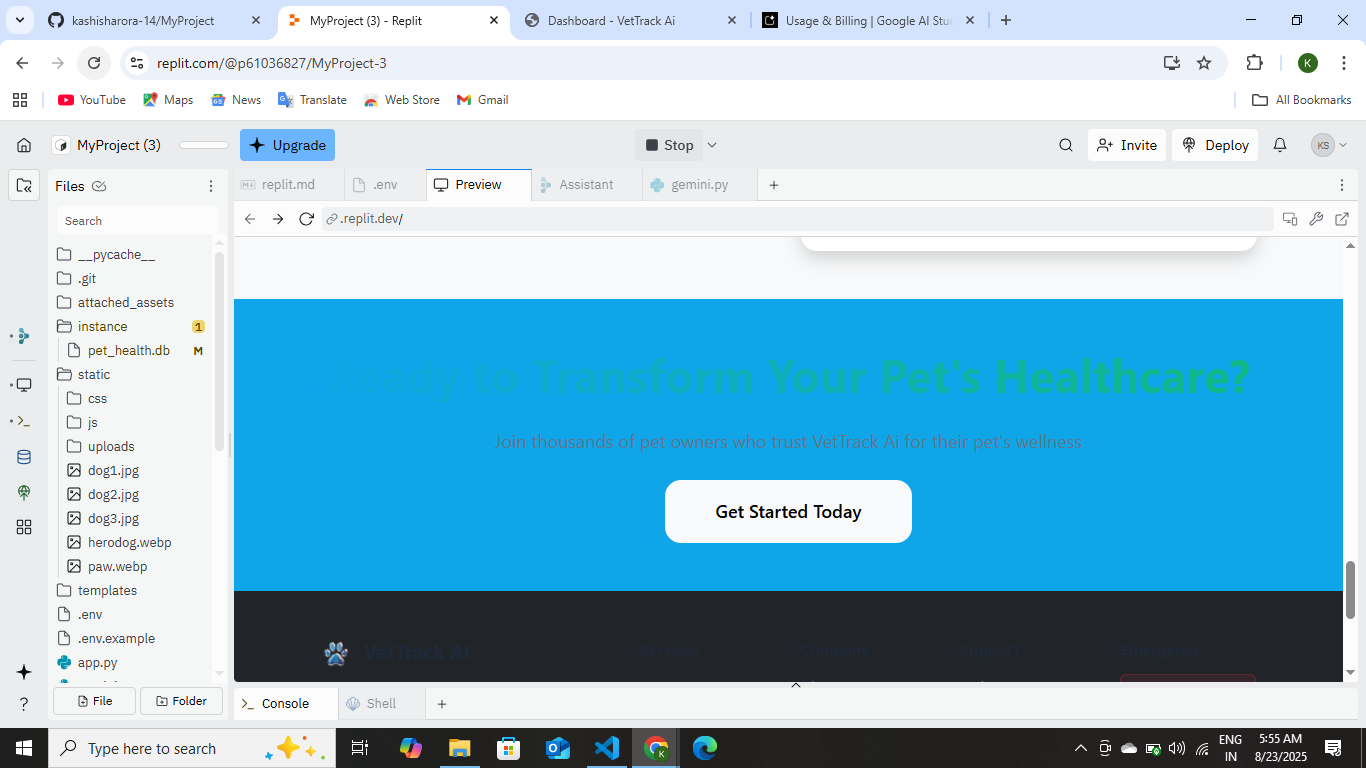 kashisharora-14/MyProject
MyProject (3) - Replit
Dashboard - VetTrack Ai
Usage & Billing | Google AI Stu
replit.com/@p61036827/MyProject-3
K
YouTube
Maps
News
Translate
Web Store
Gmail
All Bookmarks
MyProject (3)
Upgrade
Stop
Invite
Deploy
KS
Files
replit.md
.env
Preview
Assistant
gemini.py
Search
.replit.dev/
__pycache__
.git
attached_assets
instance
1
pet_health.db
M
static
css
js
uploads
dog1.jpg
dog2.jpg
dog3.jpg
herodog.webp
paw.webp
templates
.env
.env.example
app.py
File
Folder
Ready to Transform Your Pet's Healthcare?
Join thousands of pet owners who trust VetTrack Ai for their pet's wellness
Get Started Today
VetTrack AI
Services
Company
Support
Emergency
Console
Shell
Type here to search
ENG
IN
5:55 AM
8/23/2025